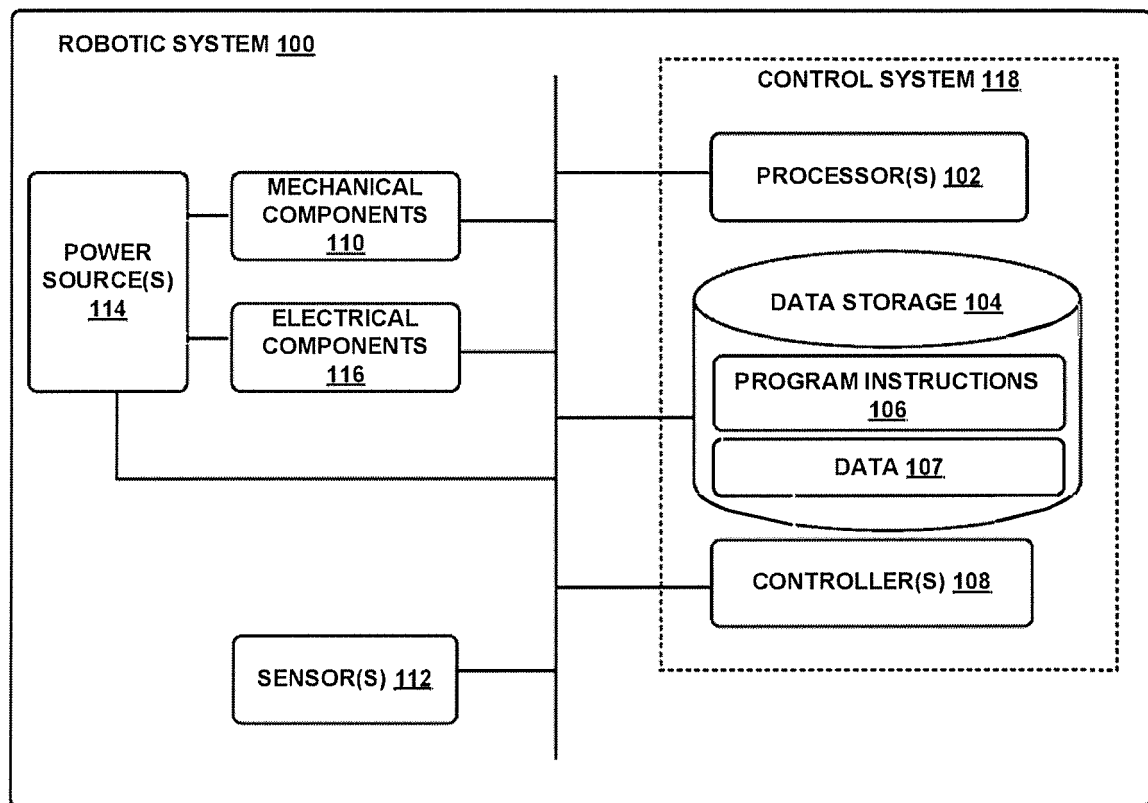 ROBOTIC SYSTEM 100
CONTROL SYSTEM 118
PROCESSOR(S) 102
MECHANICAL
COMPONENTS
110
POWER
SOURCE(S)
114
ELECTRICAL
COMPONENTS
116
DATA STORAGE 104
PROGRAM INSTRUCTIONS
106
DATA 107
CONTROLLER(S) 108
SENSOR(S) 112